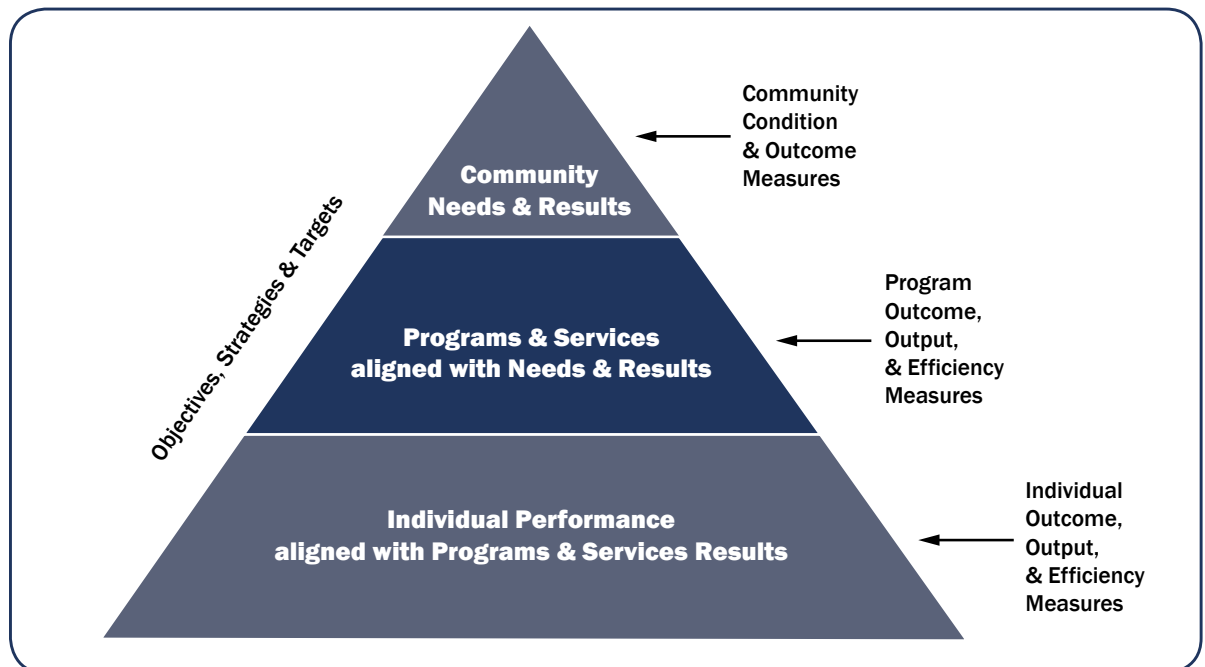 Community
Condition
& Outcome
Measures
Community
Needs & Results
Objectives, Strategies & Targets
Program
Outcome,
Output,
& Efficiency
Measures
Programs & Services
aligned with Needs & Results
Individual
Outcome,
Output,
& Efficiency
Measures
Individual Performance
aligned with Programs & Services Results